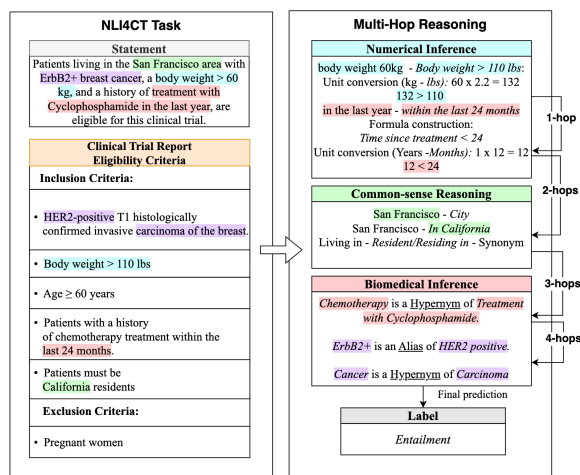 NLI4CT Task
Statement
Patients living in the San Francisco area with
ErbB2+ breast cancer, a body weight > 60
kg, and a history of treatment with
Cyclophosphamide in the last year, are
eligible for this clinical trial.
Clinical Trial Report
Eligibility Criteria
Inclusion Criteria:
• HER2-positive T1 histologically
confirmed invasive carcinoma of the breast.
• Body weight > 110 lbs
• Age ≥ 60 years
• Patients with a history
of chemotherapy treatment within the
last 24 months.
• Patients must be
California residents
Exclusion Criteria:
• Pregnant women
Multi-Hop Reasoning
Numerical Inference
body weight 60kg - Body weight > 110 lbs:
Unit conversion (kg - lbs): 60 x 2.2 = 132
132 > 110
in the last year - within the last 24 months
Formula construction:
Time since treatment < 24
Unit conversion (Years -Months): 1 x 12 = 12
12 < 24
1-hop
2-hops
Common-sense Reasoning
San Francisco - City
San Francisco - In California
Living in - Resident/Residing in - Synonym
3-hops
Biomedical Inference
Chemotherapy is a Hypernym of Treatment
with Cyclophosphamide.
4-hops
ErbB2+ is an Alias of HER2 positive.
Cancer is a Hypernym of Carcinoma
Final prediction
Label
Entailment